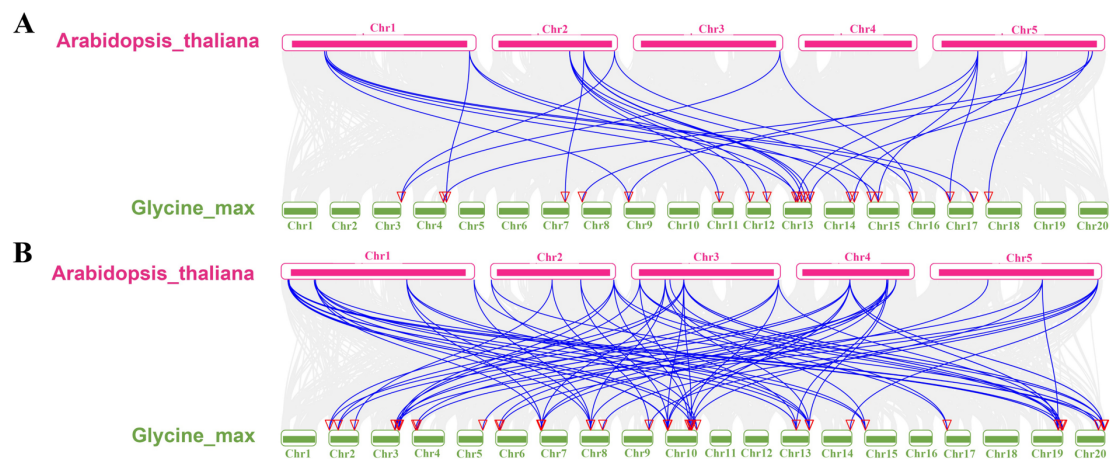 A
Chr1 Chr2 Chr3 Chr4 Chr5
Arabidopsis_thaliana
Glycine_max
Chr1 Chr2 Chr3 Chr4 Chr5 Chr6 Chr7 Chr8 Chr9 Chr10 Chr11 Chr12 Chr13 Chr14 Chr15 Chr16 Chr17 Chr18 Chr19 Chr20
B
Chr1 Chr2 Chr3 Chr4 Chr5
Arabidopsis_thaliana
Glycine_max
Chr1 Chr2 Chr3 Chr4 Chr5 Chr6 Chr7 Chr8 Chr9 Chr10 Chr11 Chr12 Chr13 Chr14 Chr15 Chr16 Chr17 Chr18 Chr19 Chr20